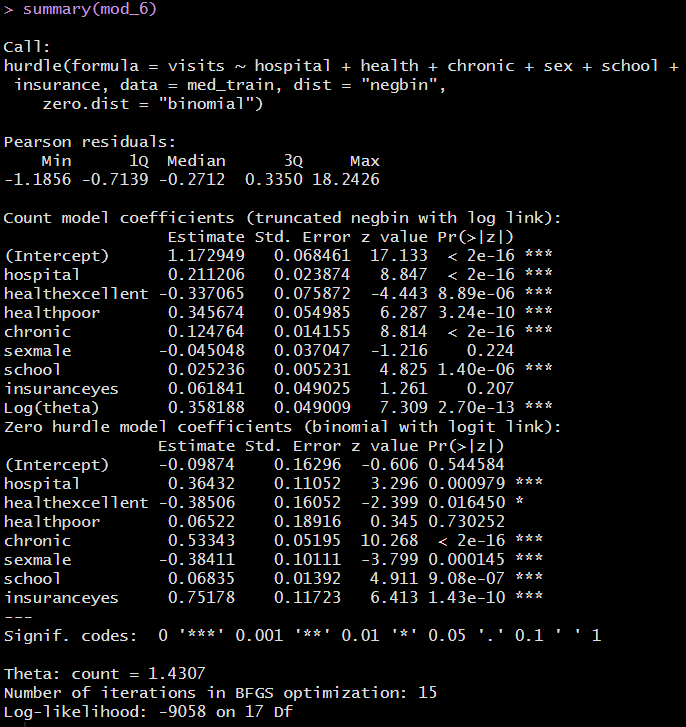 > summary(mod_6)

Call:
hurdle(formula = visits ~ hospital + health + chronic + sex + school +
 insurance, data = med_train, dist = "negbin",
    zero.dist = "binomial")

Pearson residuals:
    Min      1Q  Median      3Q     Max
-1.1856 -0.7139 -0.2712  0.3350 18.2426

Count model coefficients (truncated negbin with log link):
                 Estimate Std. Error z value Pr(>|z|)
(Intercept)      1.172949   0.068461  17.133  < 2e-16 ***
hospital         0.211206   0.023874   8.847  < 2e-16 ***
healthexcellent -0.337065   0.075872  -4.443 8.89e-06 ***
healthpoor       0.345674   0.054985   6.287 3.24e-10 ***
chronic          0.124764   0.014155   8.814  < 2e-16 ***
sexmale         -0.045048   0.037047  -1.216    0.224
school           0.025236   0.005231   4.825 1.40e-06 ***
insuranceyes     0.061841   0.049025   1.261    0.207
Log(theta)       0.358188   0.049009   7.309 2.70e-13 ***
Zero hurdle model coefficients (binomial with logit link):
                Estimate Std. Error z value Pr(>|z|)
(Intercept)     -0.09874    0.16296  -0.606 0.544584
hospital         0.36432    0.11052   3.296 0.000979 ***
healthexcellent -0.38506    0.16052  -2.399 0.016450 *
healthpoor       0.06522    0.18916   0.345 0.730252
chronic          0.53343    0.05195  10.268  < 2e-16 ***
sexmale         -0.38411    0.10111  -3.799 0.000145 ***
school           0.06835    0.01392   4.911 9.08e-07 ***
insuranceyes     0.75178    0.11723   6.413 1.43e-10 ***
---
Signif. codes:  0 '***' 0.001 '**' 0.01 '*' 0.05 '.' 0.1 ' ' 1

Theta: count = 1.4307
Number of iterations in BFGS optimization: 15
Log-likelihood: -9058 on 17 Df